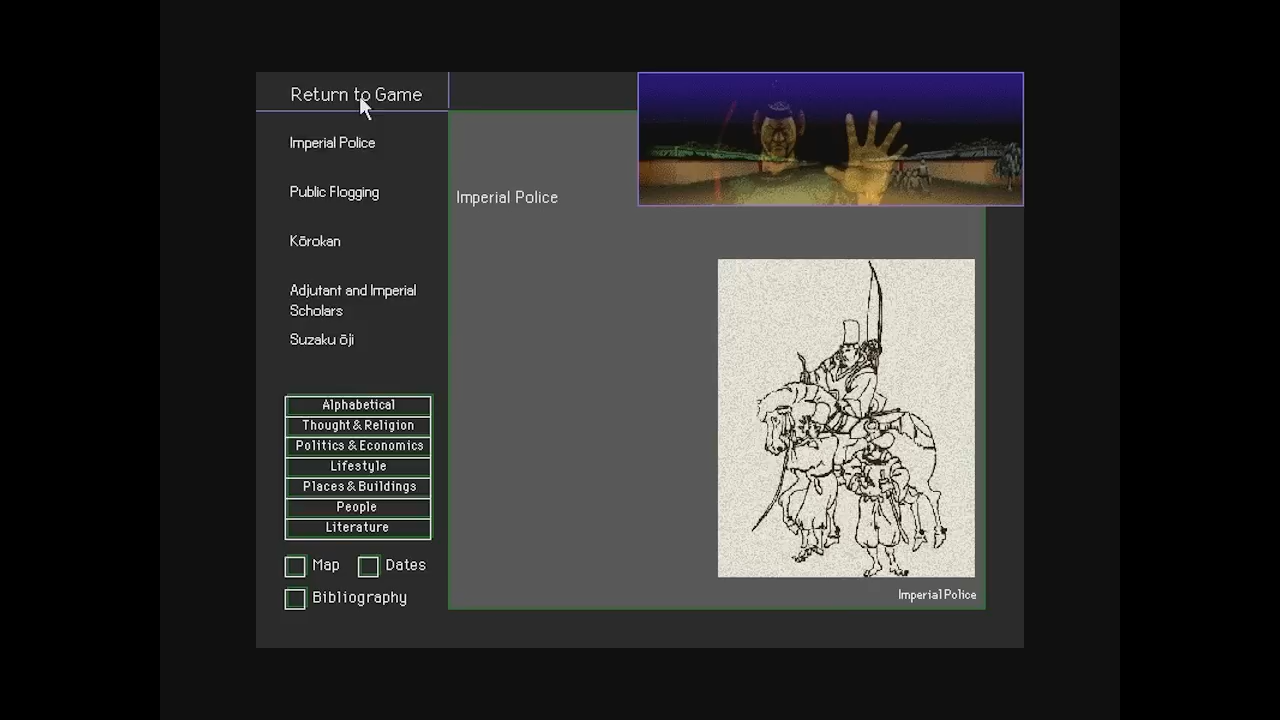 Return to Game
Imperial Police
Public Flogging
Kōrokan
Adjutant and Imperial
Scholars
Suzaku ōji
Alphabetical
Thought & Religion
Politics & Economics
Lifestyle
Places & Buildings
People
Literature
Map
Dates
Bibliography
Imperial Police
Imperial Police